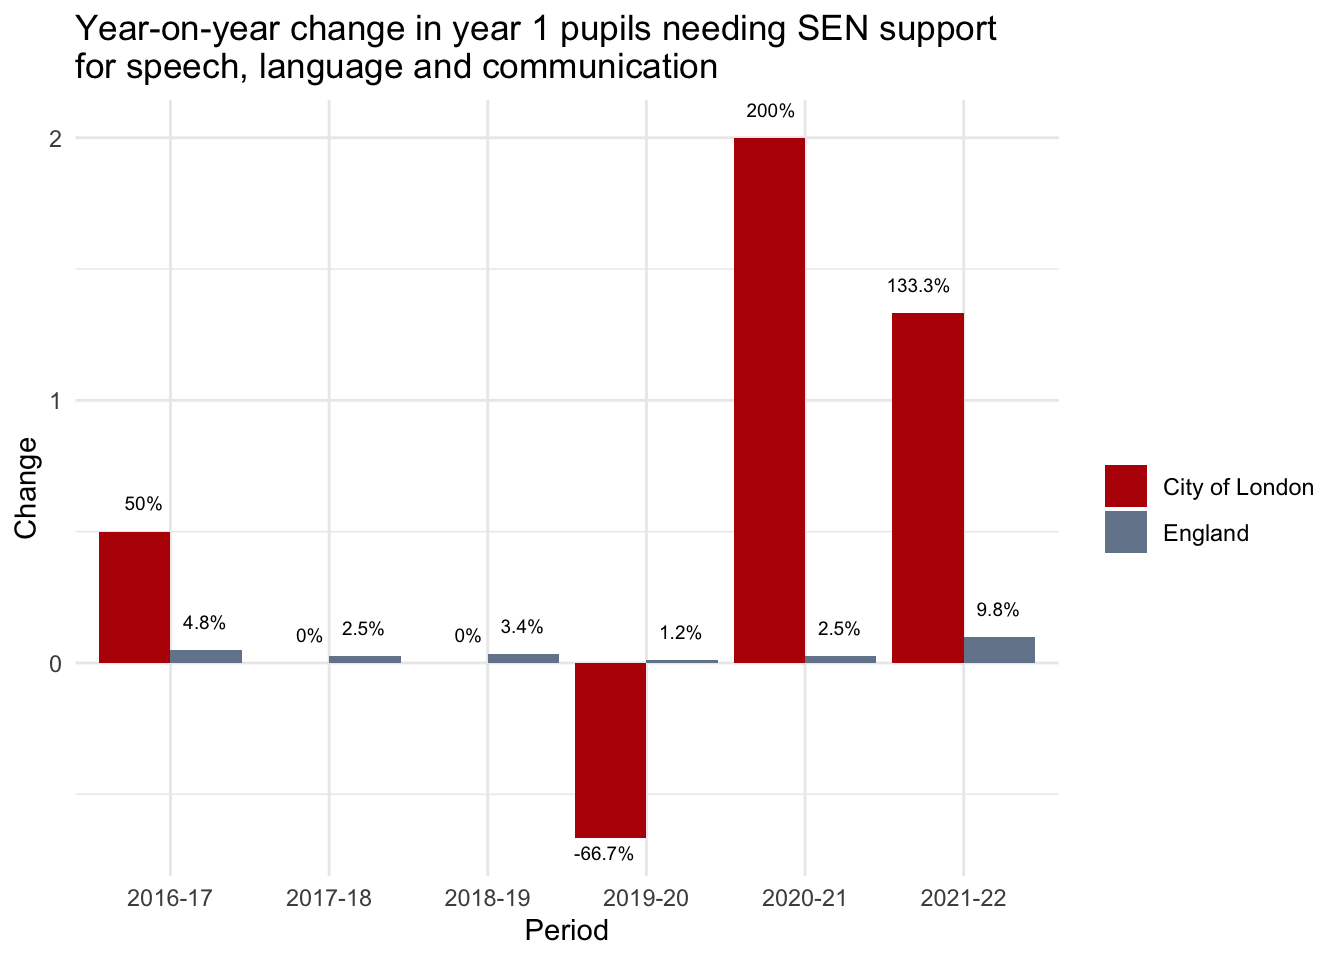 Year-on-year change in year 1 pupils needing SEN support
for speech, language and communication
200%
2
133.3%
1
50%
4.8%
0%
2.5%
0%
3.4%
1.2%
2.5%
9.8%
0
-66.7%
Change
City of London
England
2016-17 2017-18 2018-19 2019-20 2020-21 2021-22
Period